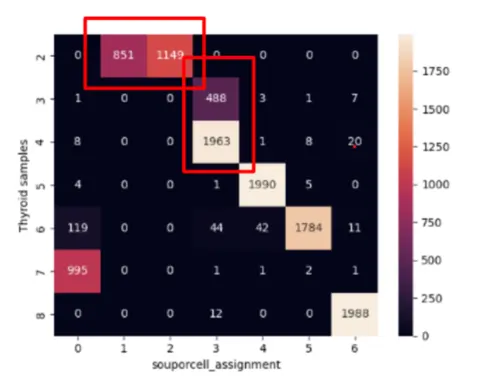 2 0 851 1149 0 0 0 0
3 1 0 0 488 3 1 7
4 8 0 0 1963 1 8 20
5 4 0 0 1 1990 5 0
6 119 0 0 44 42 1784 11
7 995 0 0 1 1 2 1
8 0 0 0 12 0 0 1988
0 1 2 3 4 5 6
souporcell_assignment
Thyroid samples
1750
1500
1250
1000
750
500
250
0